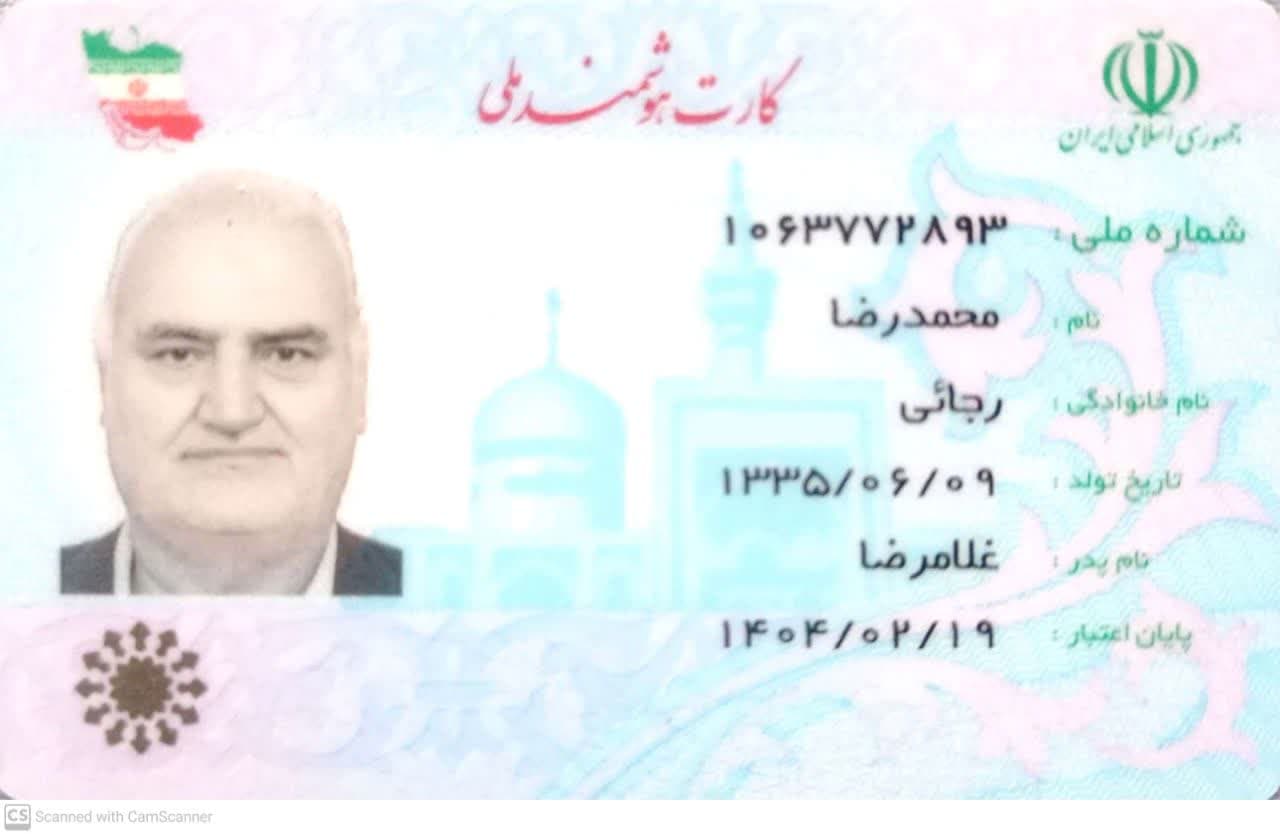 جمهوری اسلامی ایران
کارت هوشمند ملی
شماره ملی : ۱۰۶۳۷۷۲۸۹۳
نام : محمدرضا
نام خانوادگی : رجائی
تاریخ تولد : ۱۳۳۵/۰۶/۰۹
نام پدر : غلامرضا
پایان اعتبار : ۱۴۰۴/۰۲/۱۹
CS Scanned with CamScanner